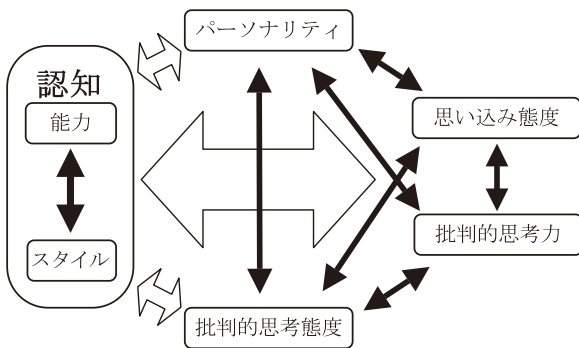 パーソナリティ
認知
能力
スタイル
思い込み態度
批判的思考力
批判的思考態度